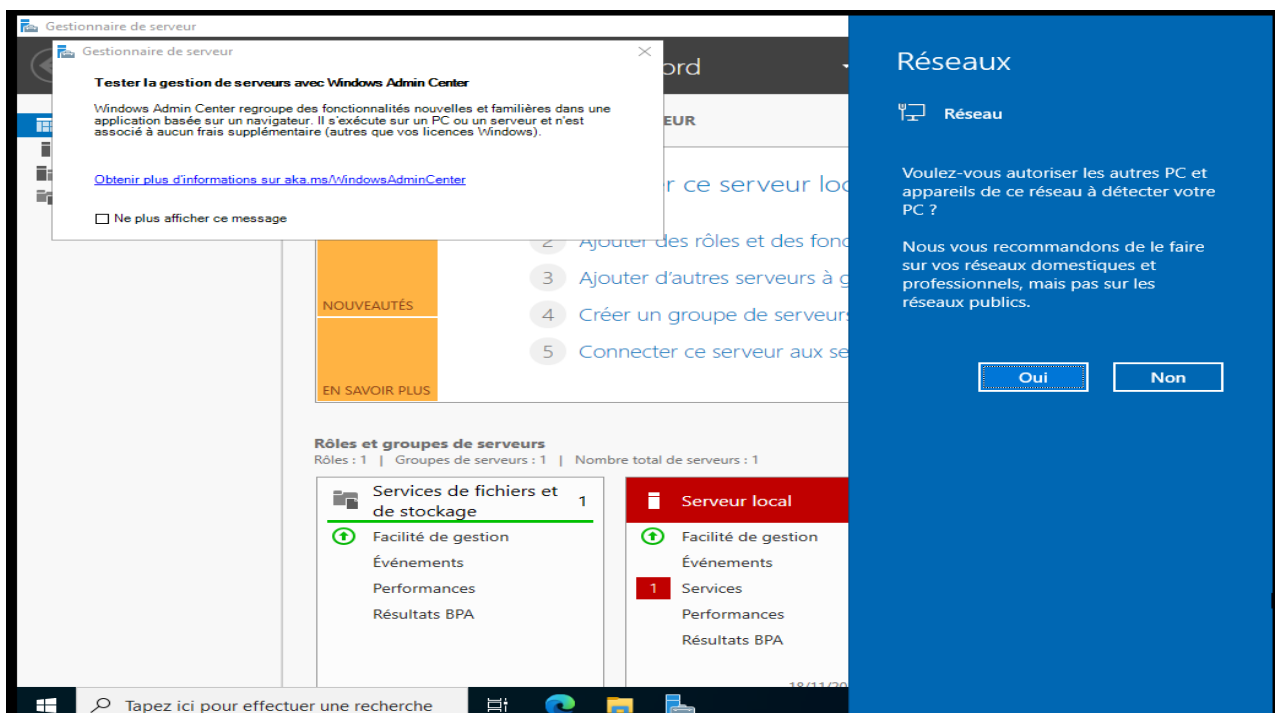 Gestionnaire de serveur
Gestionnaire de serveur
Tester la gestion de serveurs avec Windows Admin Center
Windows Admin Center regroupe des fonctionnalités nouvelles et familières dans une
application basée sur un navigateur. Il s'exécute sur un PC ou un serveur et n'est
associé à aucun frais supplémentaire (autres que vos licences Windows).
Obtenir plus d'informations sur aka.ms/WindowsAdminCenter
Ne plus afficher ce message
ord
EUR
r ce serveur loc
2 Ajouter des rôles et des fonc
3 Ajouter d'autres serveurs à g
4 Créer un groupe de serveurs
5 Connecter ce serveur aux se
NOUVEAUTÉS
EN SAVOIR PLUS
Rôles et groupes de serveurs
Rôles : 1 | Groupes de serveurs : 1 | Nombre total de serveurs : 1
Services de fichiers et
de stockage
1
Facilité de gestion
Événements
Performances
Résultats BPA
Serveur local
Facilité de gestion
Événements
1 Services
Performances
Résultats BPA
18/11/20
Réseaux
Réseau
Voulez-vous autoriser les autres PC et
appareils de ce réseau à détecter votre
PC ?
Nous vous recommandons de le faire
sur vos réseaux domestiques et
professionnels, mais pas sur les
réseaux publics.
Oui
Non
Tapez ici pour effectuer une recherche